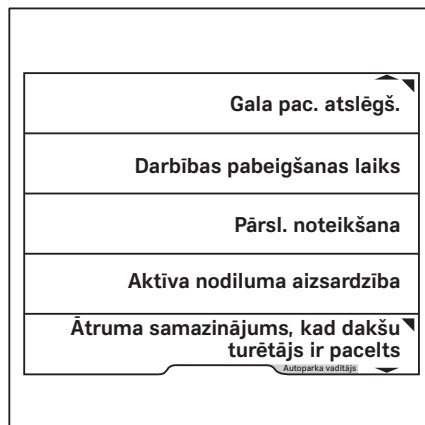 Gala pac. atslēgš.
Darbības pabeigšanas laiks
Pārsl. noteikšana
Aktīva nodiluma aizsardzība
Ātruma samazinājums, kad dakšu
turētājs ir pacelts
Autoparka vadītājs